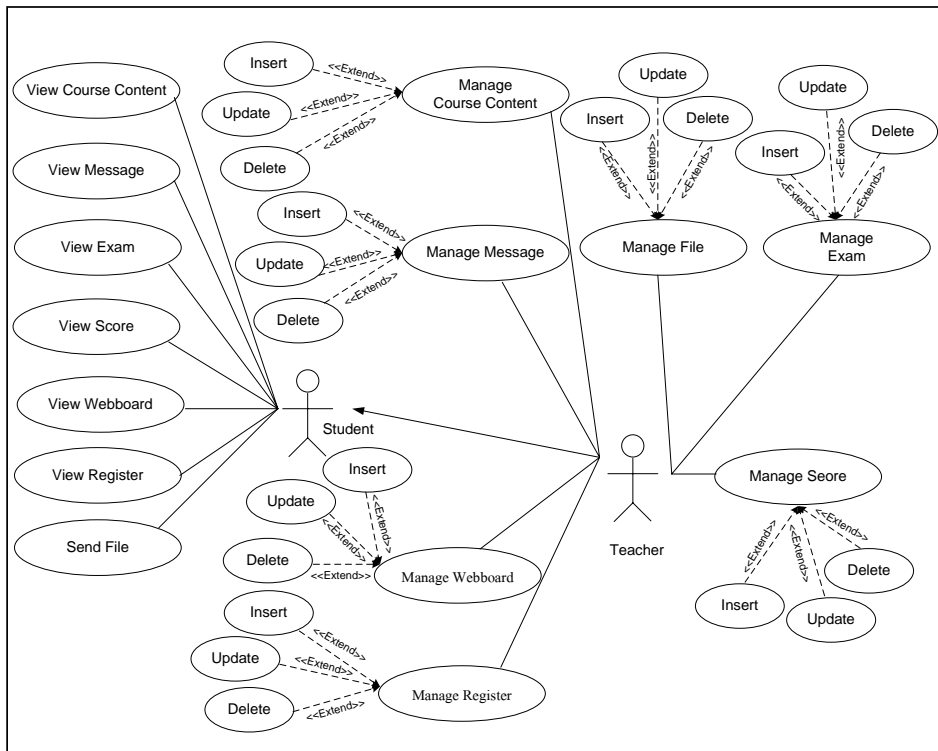 View Course Content
View Message
View Exam
View Score
View Webboard
View Register
Send File
Insert
<<Extend>>
Update
<<Extend>>
Delete
<<Extend>>
Manage
Course Content
Insert
<<Extend>>
Update
<<Extend>>
Delete
<<Extend>>
Manage Message
Update
Insert
Delete
<<Extend>>
<<Extend>>
<<Extend>>
Manage File
Update
Insert
Delete
<<Extend>>
<<Extend>>
<<Extend>>
Manage
Exam
Student
Teacher
Insert
Update
Delete
<<Extend>>
<<Extend>>
<<Extend>>
Manage Webboard
Insert
<<Extend>>
Update
<<Extend>>
Delete
<<Extend>>
Manage Register
Manage Seore
<<Extend>>
<<Extend>>
<<Extend>>
Insert
Update
Delete